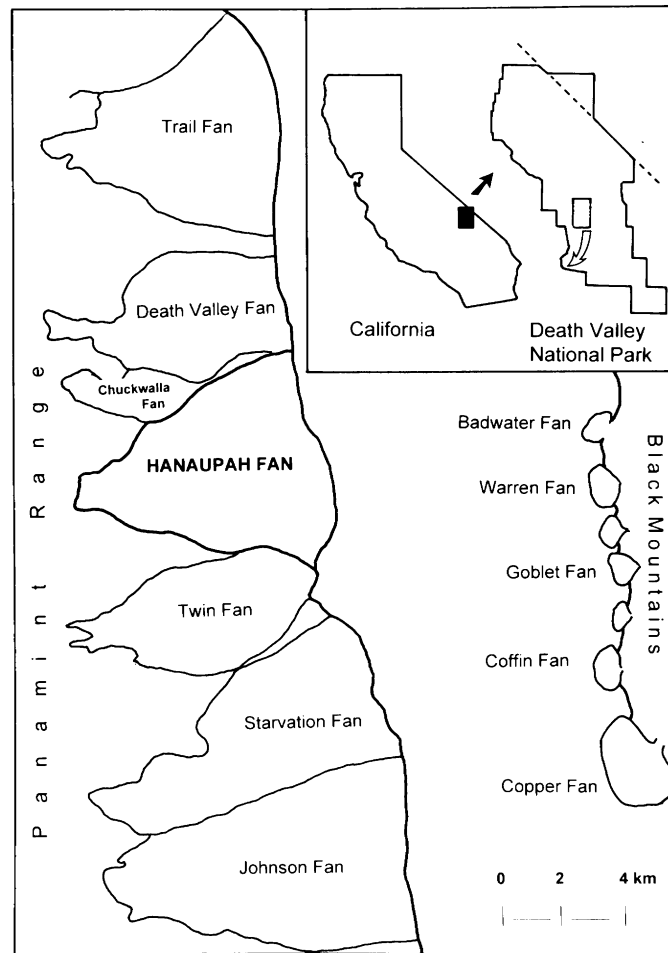 Trail Fan
Death Valley Fan
Chuckwalla
Fan
HANAUPAH FAN
Twin Fan
Starvation Fan
Johnson Fan
Panamint Range
California
Death Valley
National Park
Badwater Fan
Warren Fan
Goblet Fan
Coffin Fan
Copper Fan
Black Mountains
0 2 4 km